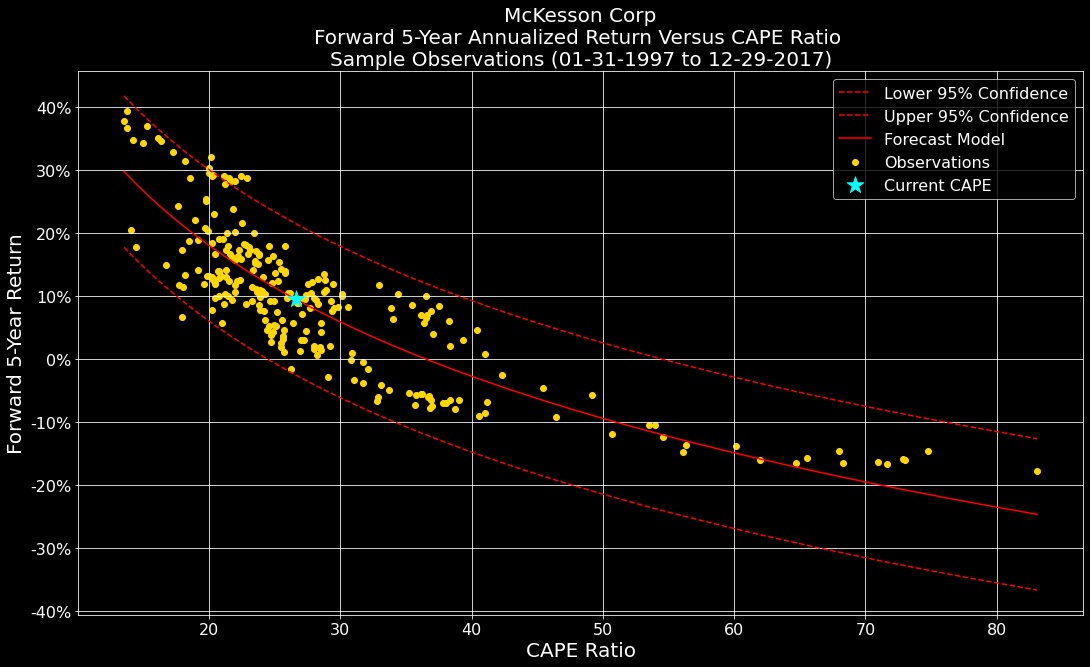 McKesson Corp
Forward 5-Year Annualized Return Versus CAPE Ratio
Sample Observations (01-31-1997 to 12-29-2017)
Lower 95% Confidence
Upper 95% Confidence
Forecast Model
Observations
Current CAPE
Forward 5-Year Return
40%
30%
20%
10%
0%
-10%
-20%
-30%
-40%
20 30 40 50 60 70 80
CAPE Ratio